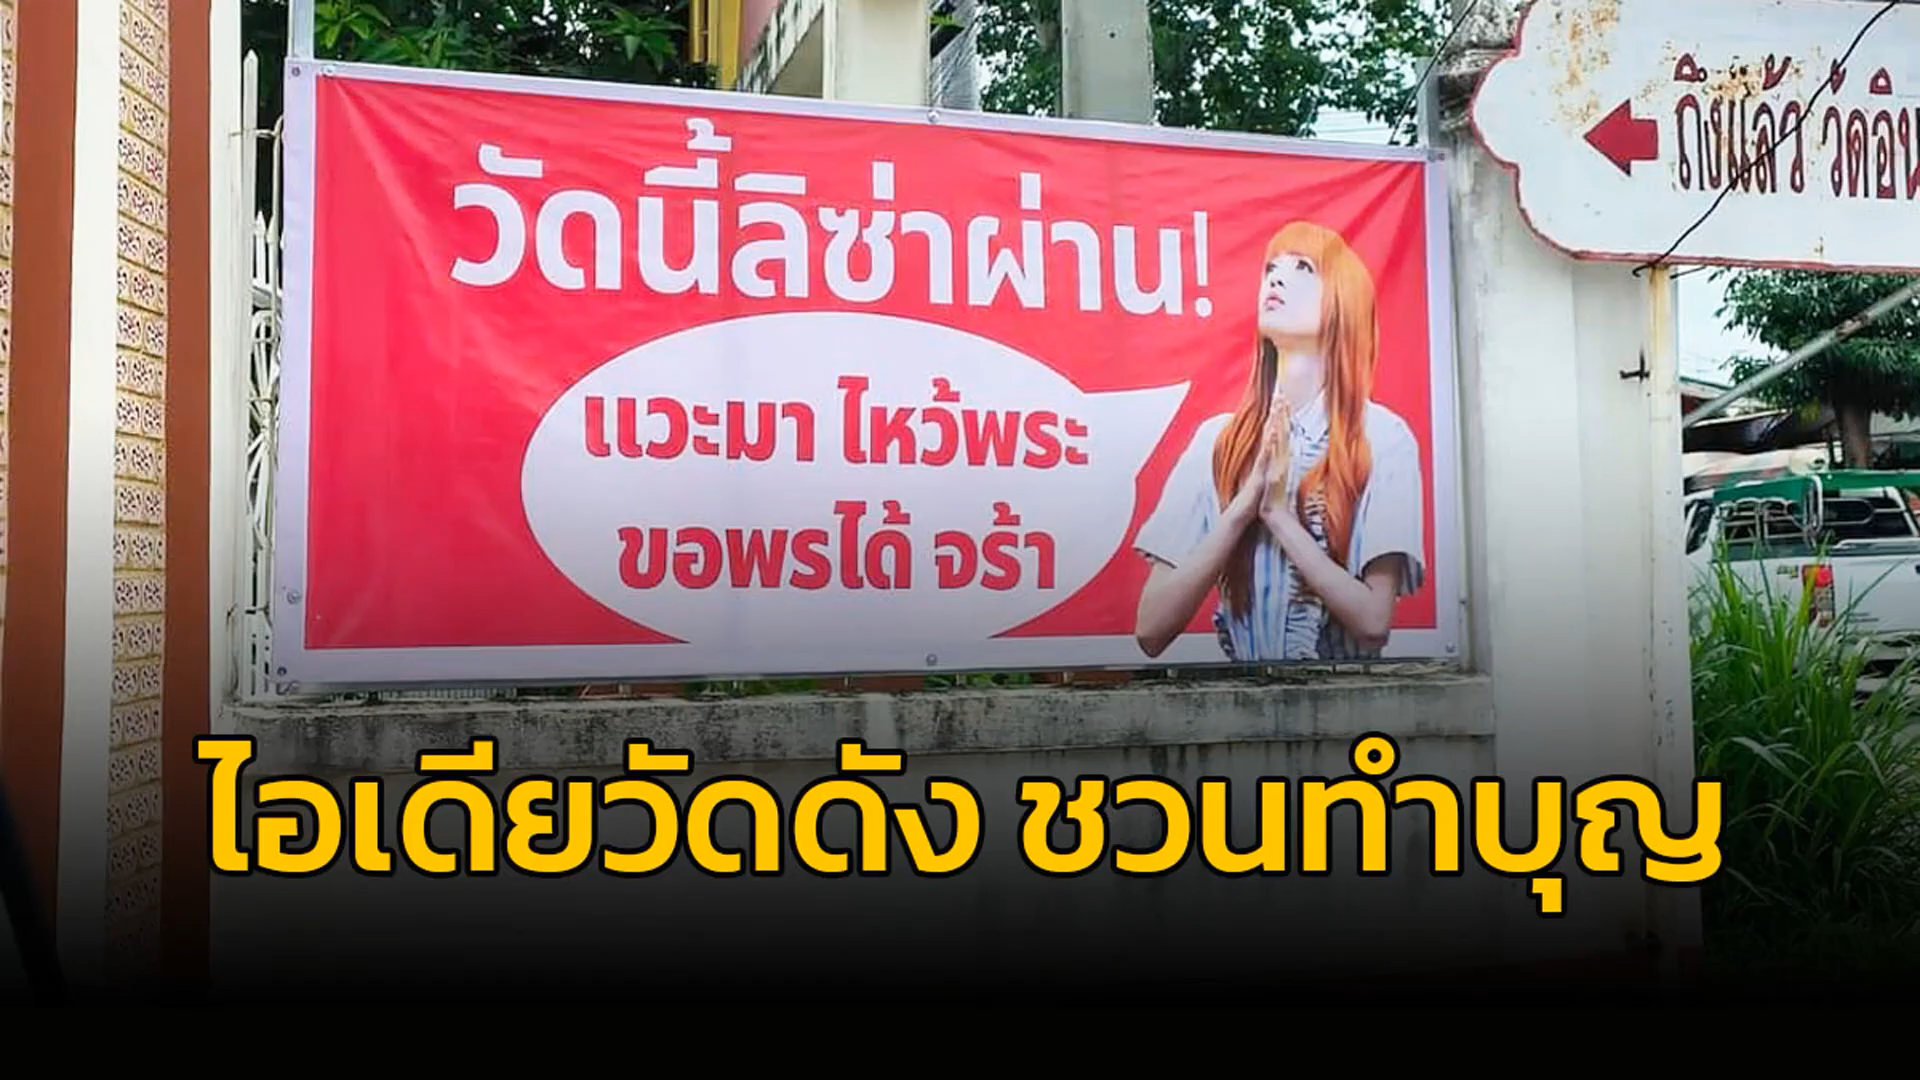 วัดนี้ลิซ่าผ่าน!
แวะมา ไหว้พระ
ขอพรได้ จร้า
ถึงแล้ว วัดอิน
ไอเดียวัดดัง ชวนทำบุญ